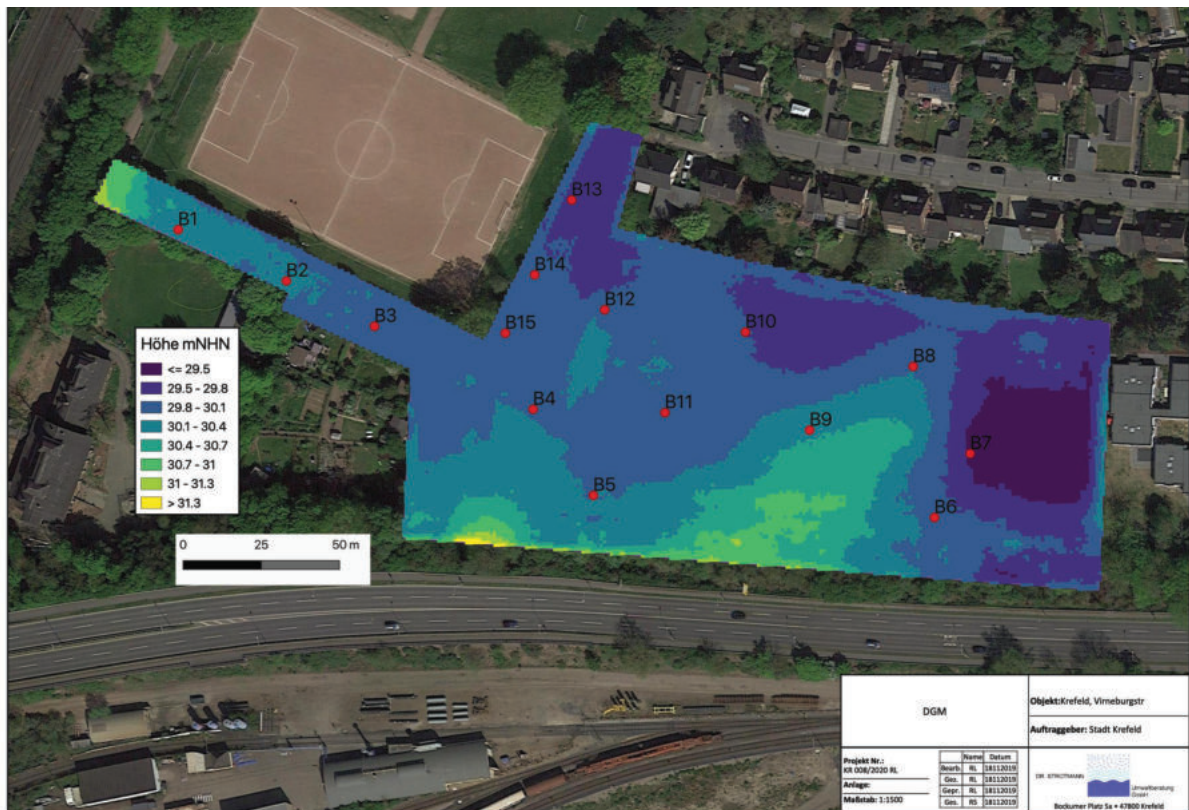 B13
B1
B14
B2
B12
B3
B15
B10
B8
B4
B11
B9
B7
B5
B6
Höhe mNHN
<= 29.5
29.5 - 29.8
29.8 - 30.1
30.1 - 30.4
30.4 - 30.7
30.7 - 31
31 - 31.3
> 31.3
0 25 50 m
DGM
Objekt:Krefeld, Virneburgstr
Auftraggeber: Stadt Krefeld
Projekt Nr.:
KR 008/2020 RL
Anlage:
Maßstab: 1:1500
Name Datum
Bearb. RL 18112019
Gez. RL 18112019
Gepr. RL 18112019
Ges. RS 18112019
DR. STROTMANN
Umweltberatung
GmbH
Bockumer Platz 5a • 47800 Krefeld